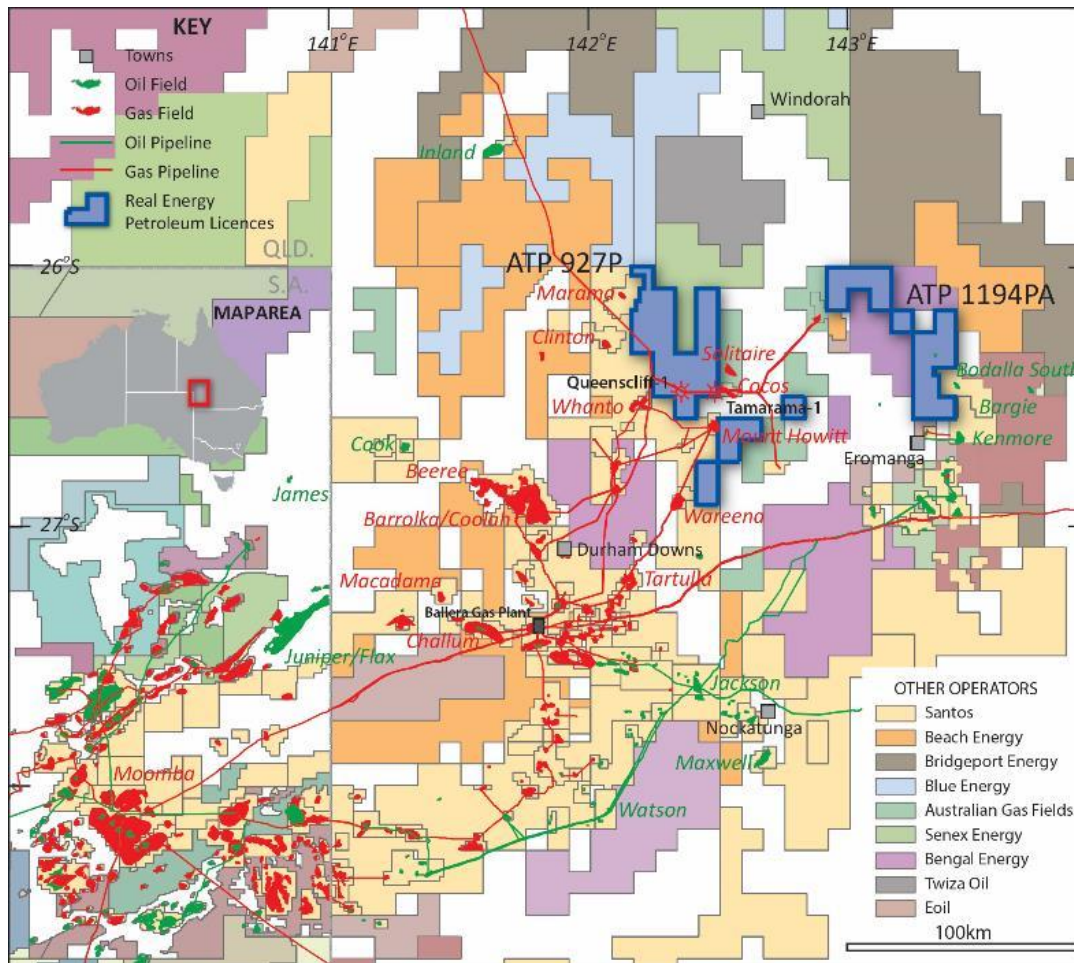 KEY
Towns
Oil Field
Gas Field
Oil Pipeline
Gas Pipeline
Real Energy
Petroleum Licences
141°E
142°E
143°E
Windorah
Inland
QLD.
26°S
S.A.
ATP 927P
ATP 1194PA
MAPAREA
Marama
Clinton
Solitaire
Bodalla South
Queenscliff-1
Cocos
Whanto
Tamarama-1
Bargie
Mount Howitt
Kenmore
Cook
Eromanga
Beeree
James
Barrolka/Coolah
Wareena
27°S
Durham Downs
Macadama
Tartulla
Ballera Gas Plant
Challum
Juniper/Flax
Jackson
Nockatunga
Maxwell
Moomba
Watson
OTHER OPERATORS
Santos
Beach Energy
Bridgeport Energy
Blue Energy
Australian Gas Fields
Senex Energy
Bengal Energy
Twiza Oil
Eoil
100km